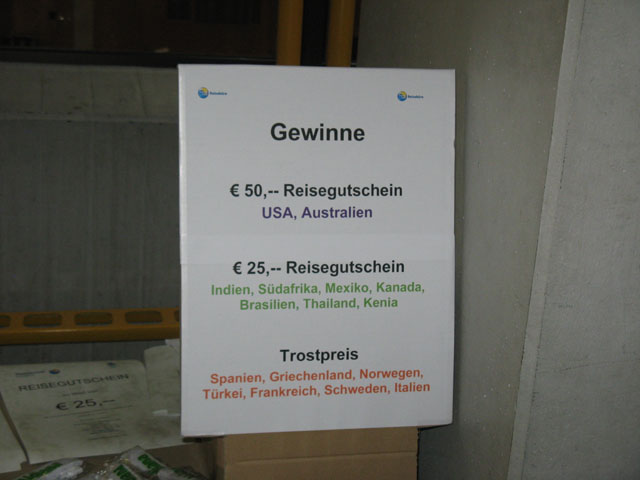 Gewinne
€ 50,-- Reisegutschein
USA, Australien
€ 25,-- Reisegutschein
Indien, Südafrika, Mexiko, Kanada,
Brasilien, Thailand, Kenia
Trostpreis
Spanien, Griechenland, Norwegen,
Türkei, Frankreich, Schweden, Italien
REISEGUTSCHEIN
€ 25,--